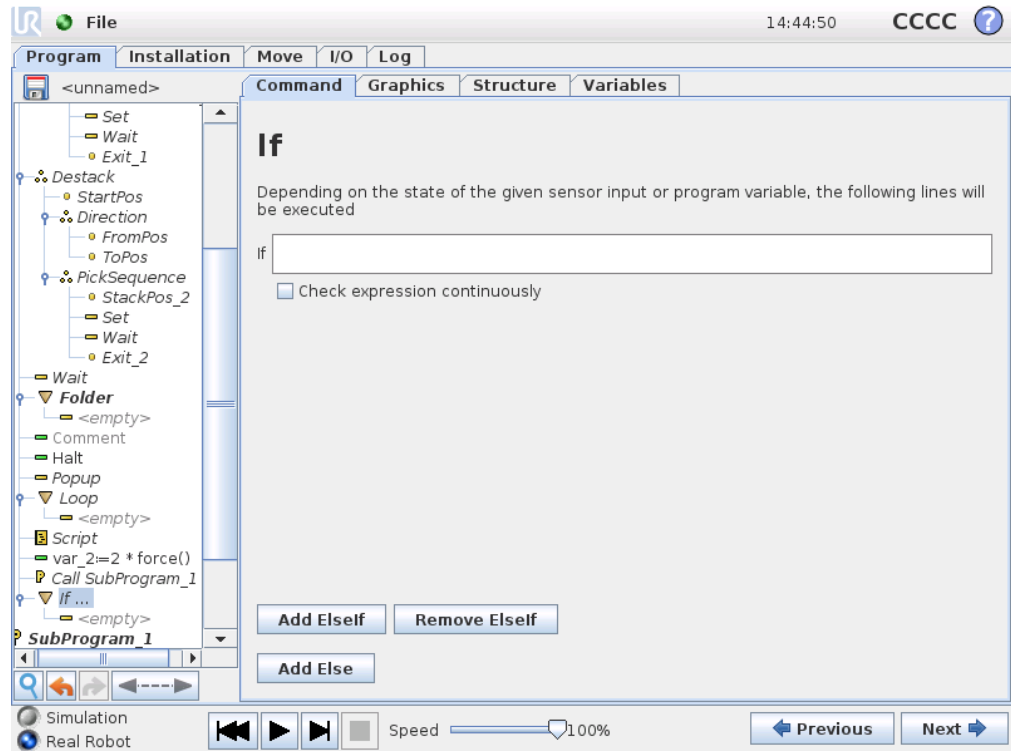 UR File 14:44:50 CCCC ?
Program Installation Move I/O Log
<unnamed> Command Graphics Structure Variables
Set
Wait
Exit_1
Destack
StartPos
Direction
FromPos
ToPos
PickSequence
StackPos_2
Set
Wait
Exit_2
Wait
Folder
<empty>
Comment
Halt
Popup
Loop
<empty>
Script
var_2:=2 * force()
Call SubProgram_1
If ...
<empty>
SubProgram_1
If
Depending on the state of the given sensor input or program variable, the following lines will
be executed
If
Check expression continuously
Add ElseIf Remove ElseIf
Add Else
Simulation
Real Robot
Speed 100%
Previous Next